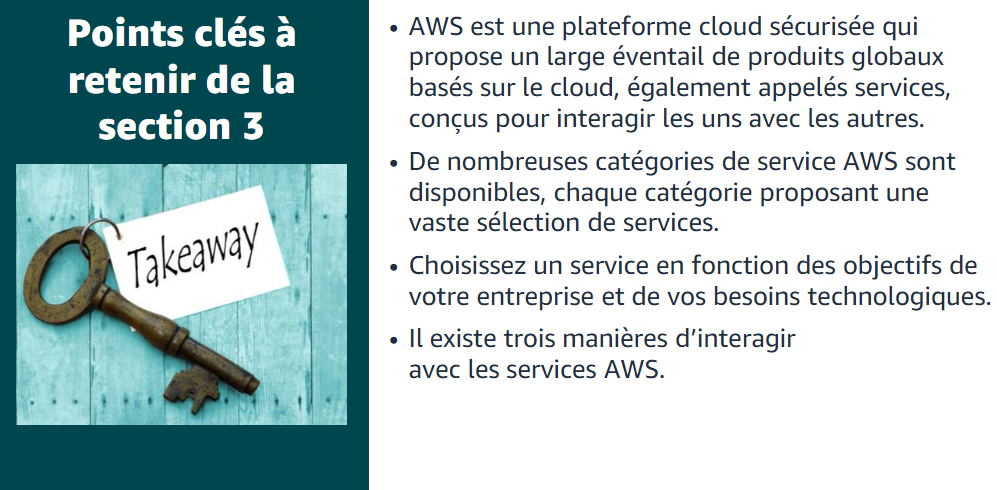 Points clés à
retenir de la
section 3
Takeaway
• AWS est une plateforme cloud sécurisée qui
propose un large éventail de produits globaux
basés sur le cloud, également appelés services,
conçus pour interagir les uns avec les autres.
• De nombreuses catégories de service AWS sont
disponibles, chaque catégorie proposant une
vaste sélection de services.
• Choisissez un service en fonction des objectifs de
votre entreprise et de vos besoins technologiques.
• Il existe trois manières d’interagir
avec les services AWS.